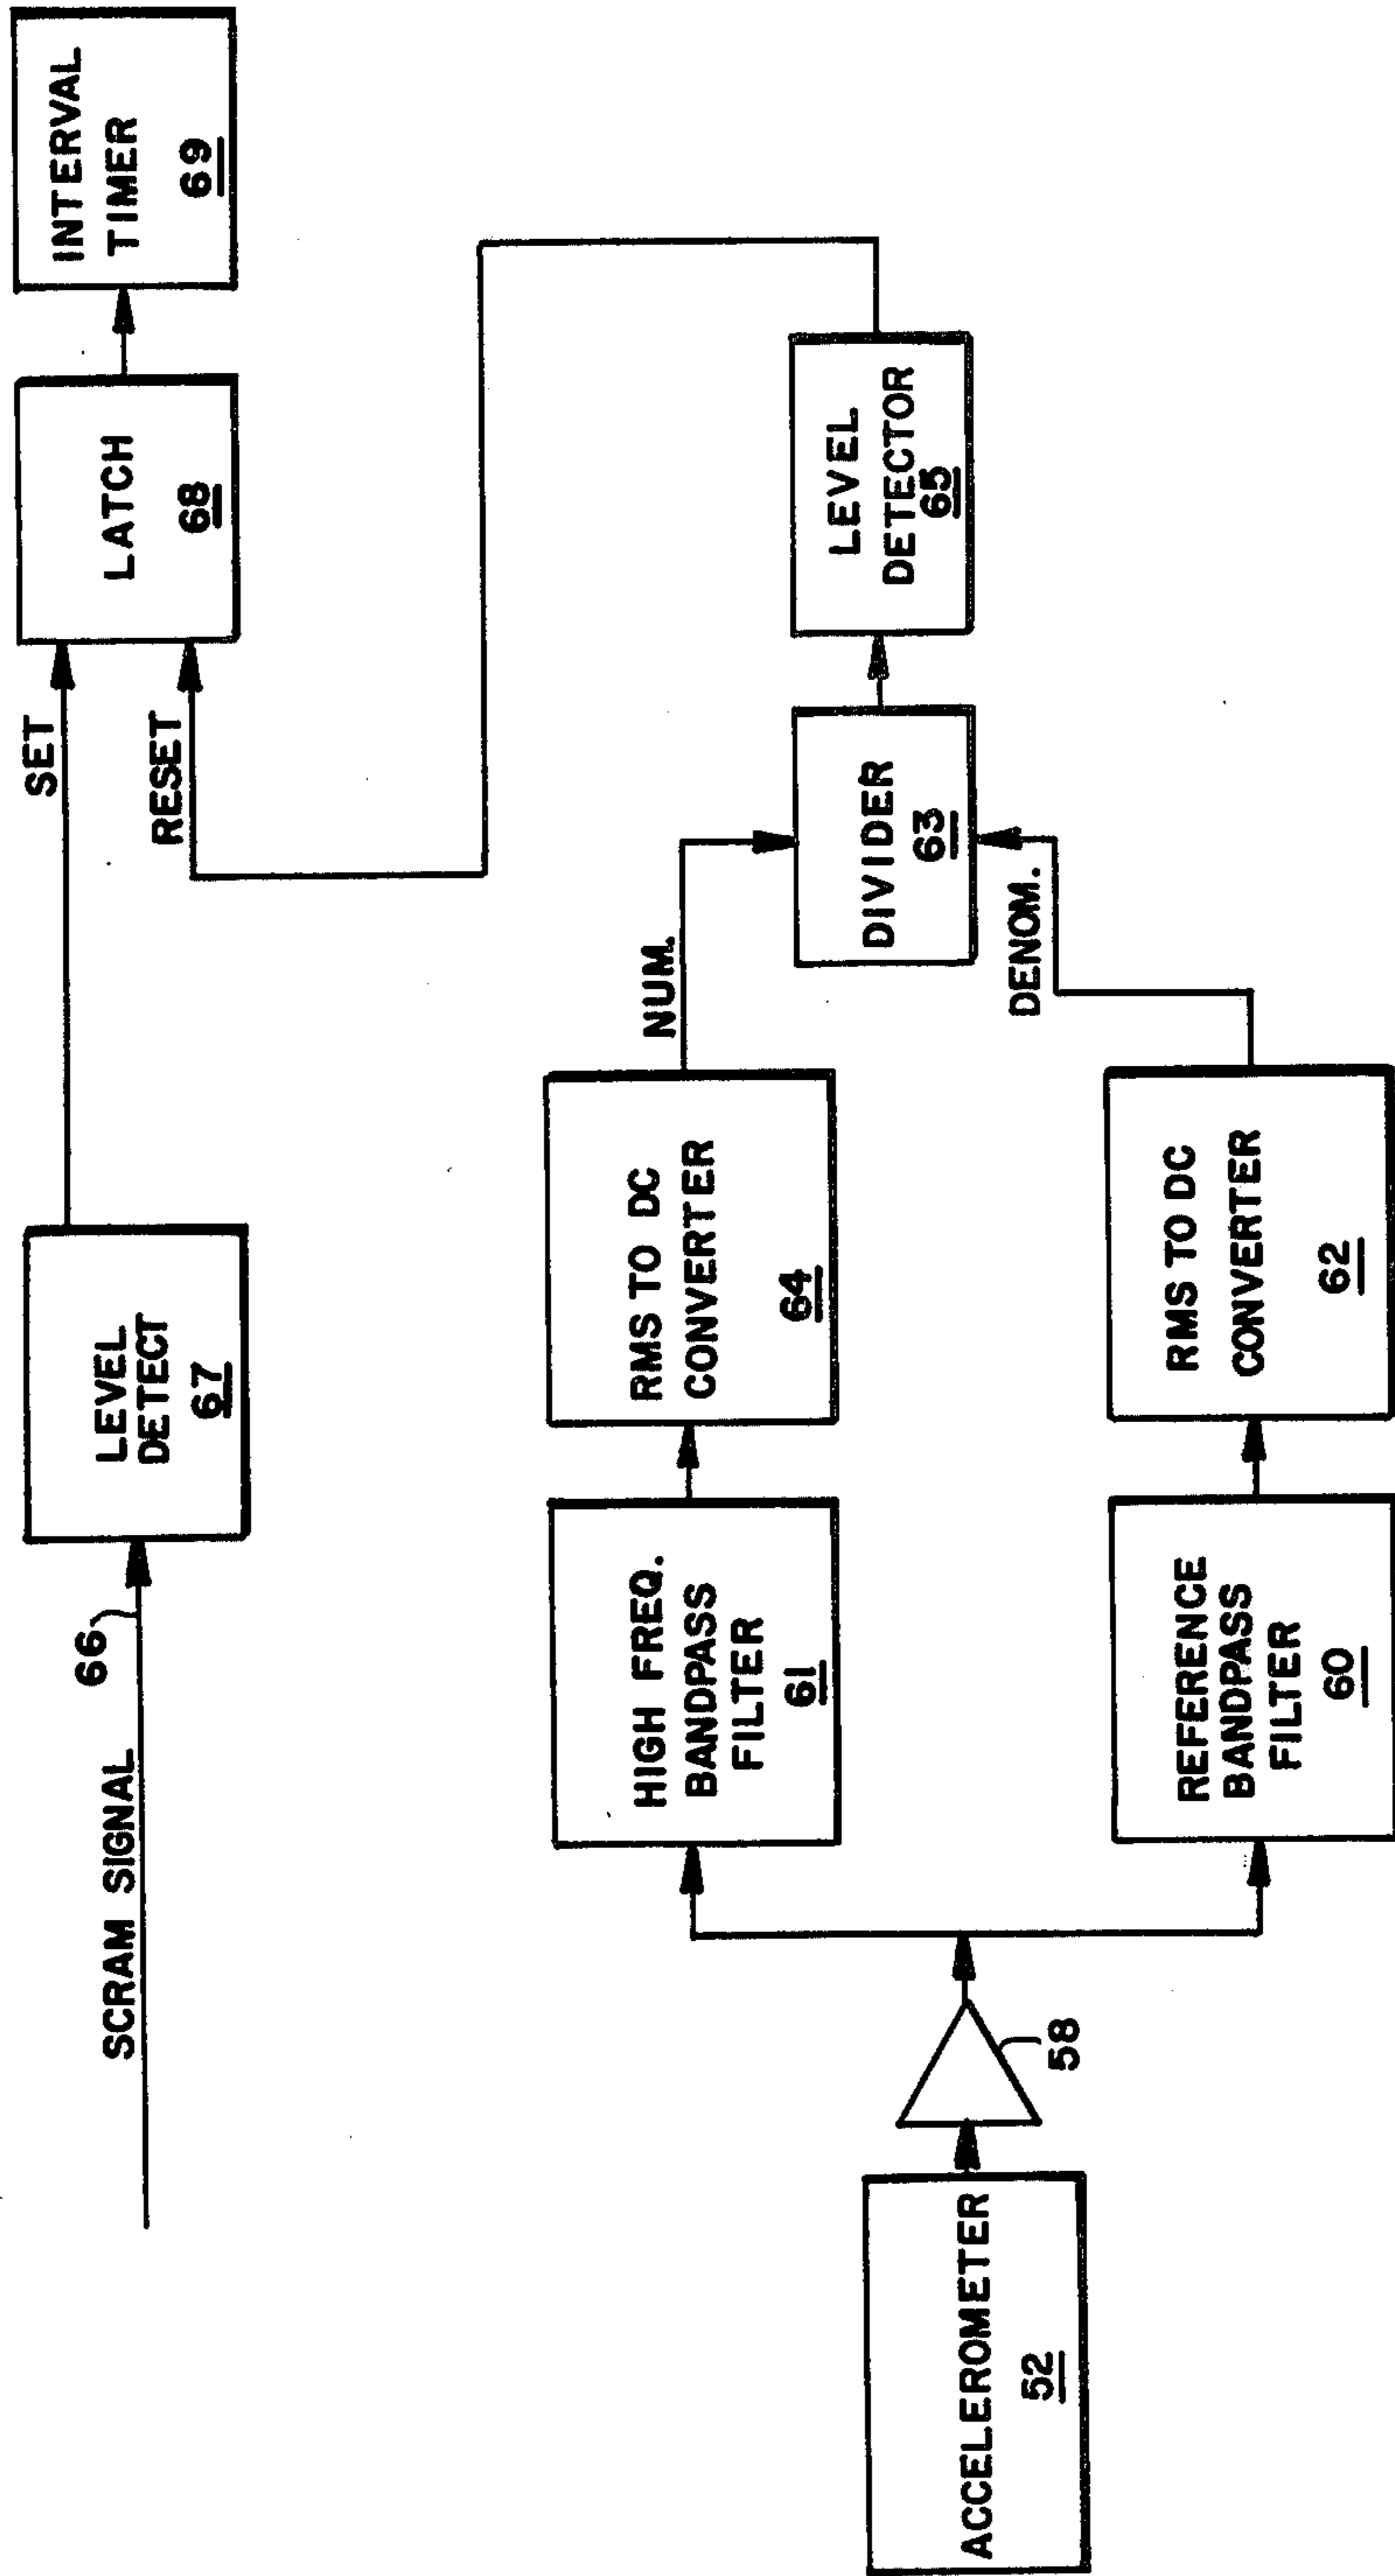 SCRAM SIGNAL
66
LEVEL
DETECT
67
SET
RESET
LATCH
68
INTERVAL
TIMER
69
ACCELEROMETER
52
58
HIGH FREQ.
BANDPASS
FILTER
61
RMS TO DC
CONVERTER
64
NUM.
REFERENCE
BANDPASS
FILTER
60
RMS TO DC
CONVERTER
62
DENOM.
DIVIDER
63
LEVEL
DETECTOR
65